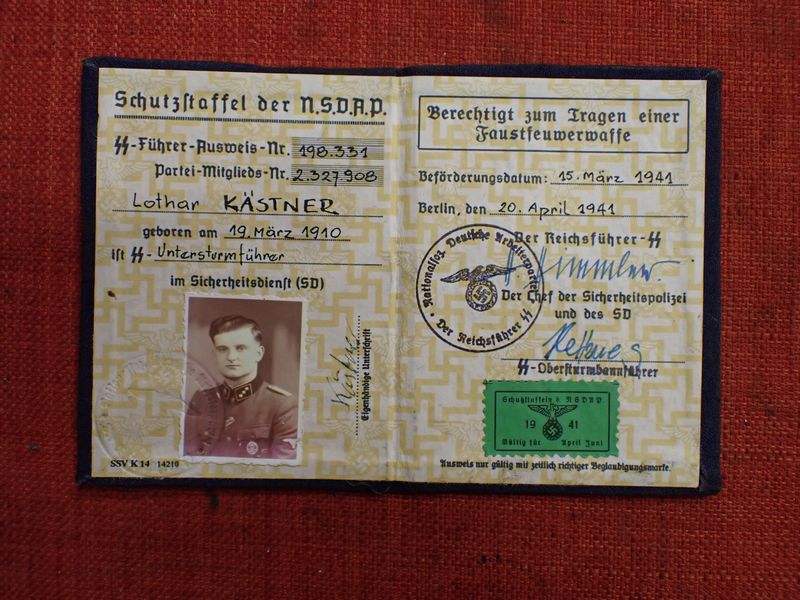 Schutzstaffel der N.S.D.A.P.
SS-Führer-Ausweis-Nr. 198.331
Partei-Mitglieds-Nr. 2.327.908
Lothar KÄSTNER
geboren am 19. März 1910
ist SS- Untersturmführer
im Sicherheitsdienst (SD)
Eigenhändige Unterschrift
SSV K 14 14210
Berechtigt zum Tragen einer
Faustfeuwerwaffe
Beförderungsdatum: 15. März 1941
Berlin, den 20. April 1941
Der Reichsführer-SS
H. Himmler.
Der Chef der Sicherheitspolizei
und des SD
SS-Obersturmbannführer
Nationalsoz. Deutsche Arbeiterpartei
Der Reichsführer SS
Schutzstaffeln d. NSDAP
19 41
Gültig für April Juni
Ausweis nur gültig mit zeitlich richtiger Beglaubigungsmarke.